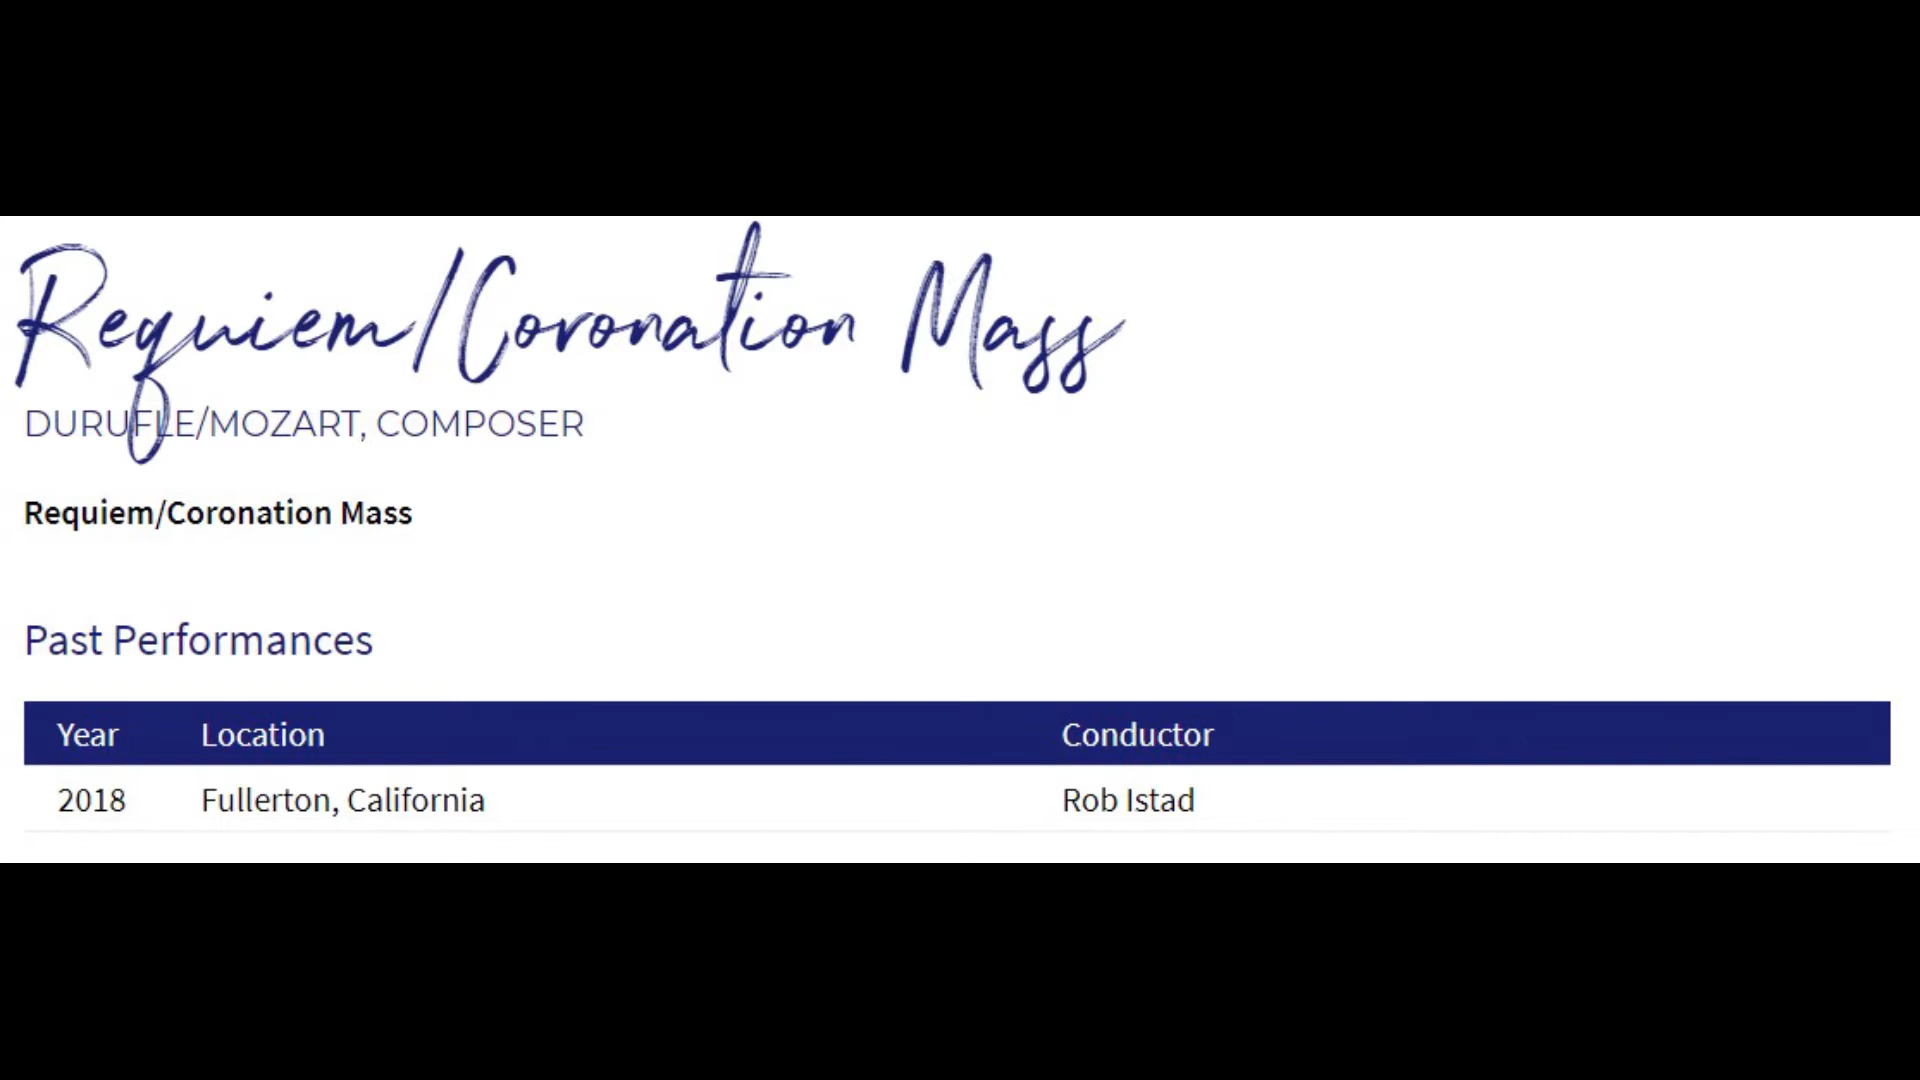 Requiem/Coronation Mass
DURUFLE/MOZART, COMPOSER
Requiem/Coronation Mass
Past Performances
Year Location Conductor
2018 Fullerton, California Rob Istad